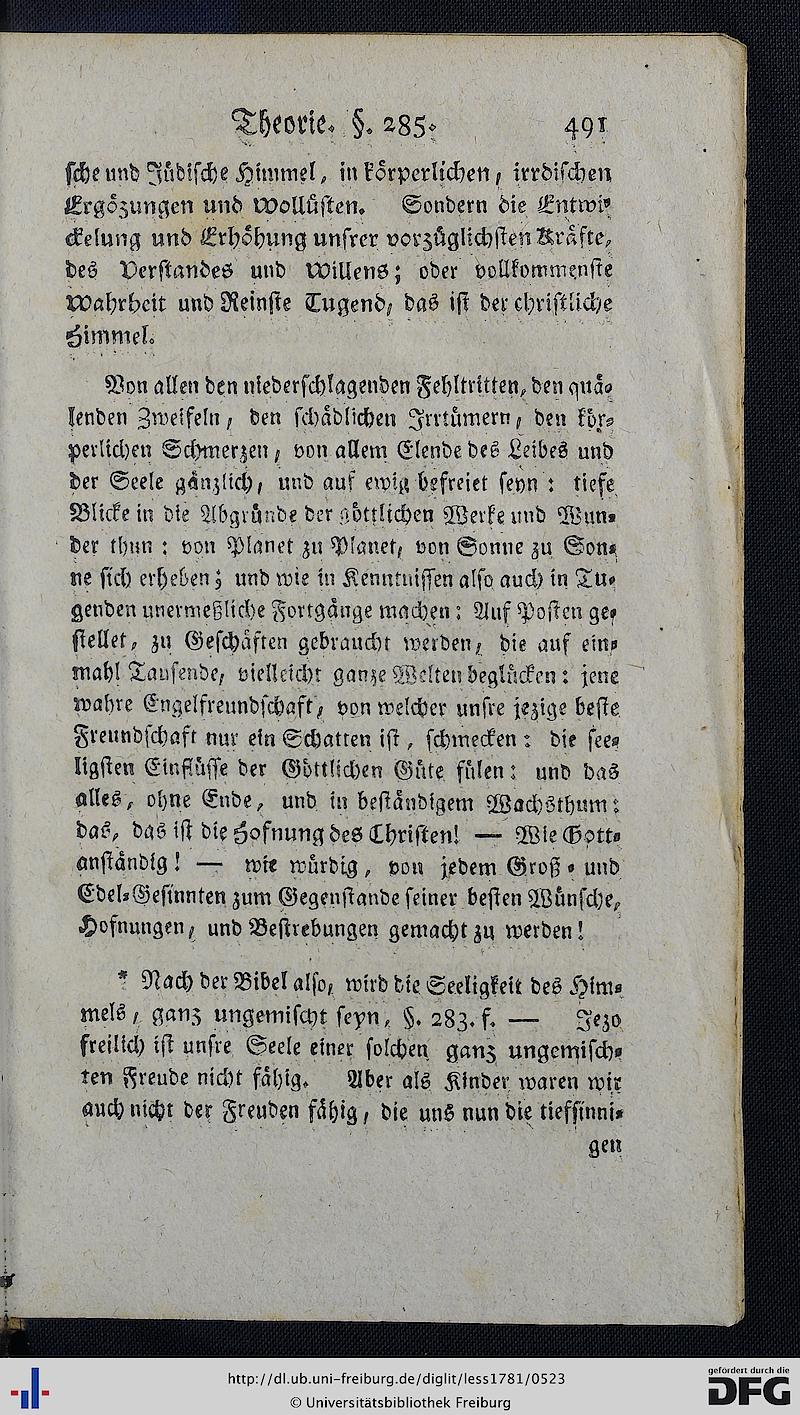 Theorie. §. 285. 491
sche und Jüdische Himmel, in körperlichen, irrdischen
Ergözungen und Wollüsten. Sondern die Entwi-
ckelung und Erhöhung unsrer vorzüglichsten Kräfte,
des Verstandes und Willens; oder vollkommenste
Wahrheit und Reinste Tugend, das ist der christliche
Himmel.
Von allen den niederschlagenden Fehltritten, den quä-
lenden Zweifeln, den schädlichen Irrtümern, den kör-
perlichen Schmerzen, von allem Elende des Leibes und
der Seele gänzlich, und auf ewig befreiet seyn: tiefe
Blicke in die Abgründe der göttlichen Werke und Wun-
der thun: von Planet zu Planet, von Sonne zu Son-
ne sich erheben; und wie in Kenntnissen also auch in Tu-
genden unermeßliche Fortgänge machen: Auf Posten ge-
stellet, zu Geschäften gebraucht werden, die auf ein-
mahl Tausende, vielleicht ganze Welten beglücken: jene
wahre Engelfreundschaft, von welcher unsre jezige beste
Freundschaft nur ein Schatten ist, schmecken: die see-
ligsten Einflüsse der Göttlichen Güte fülen: und das
alles, ohne Ende, und in beständigem Wachsthum:
das, das ist die Hofnung des Christen! — Wie Gott-
anständig! — wie würdig, von jedem Groß- und
Edel-Gesinnten zum Gegenstande seiner besten Wünsche,
Hofnungen, und Bestrebungen gemacht zu werden!
* Nach der Bibel also, wird die Seeligkeit des Him-
mels, ganz ungemischt seyn, §. 283. f. — Jezo
freilich ist unsre Seele einer solchen ganz ungemisch-
ten Freude nicht fähig. Aber als Kinder waren wir
auch nicht der Freuden fähig, die uns nun die tiefsinni-
gen
http://dl.ub.uni-freiburg.de/diglit/less1781/0523
© Universitätsbibliothek Freiburg
gefördert durch die
DFG